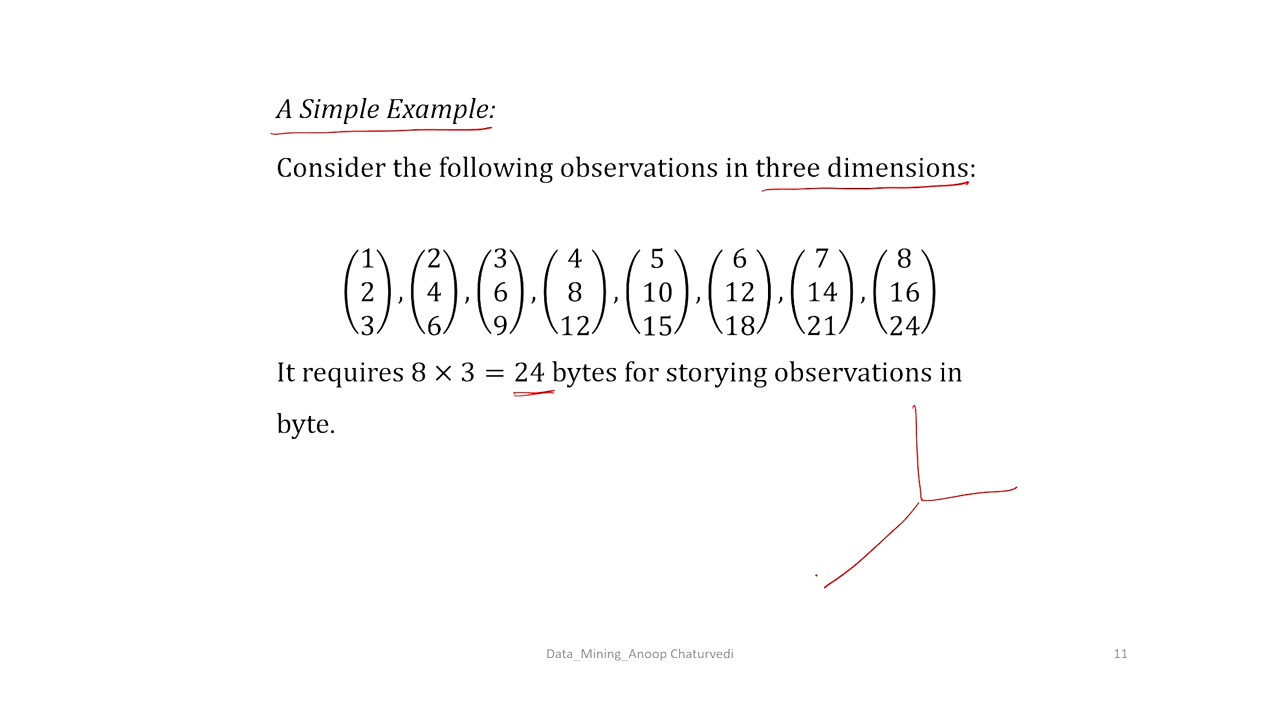 A Simple Example:
Consider the following observations in three dimensions:
(1 2 3), (2 4 6), (3 6 9), (4 8 12), (5 10 15), (6 12 18), (7 14 21), (8 16 24)
It requires 8 × 3 = 24 bytes for storying observations in
byte.
Data_Mining_Anoop Chaturvedi 11